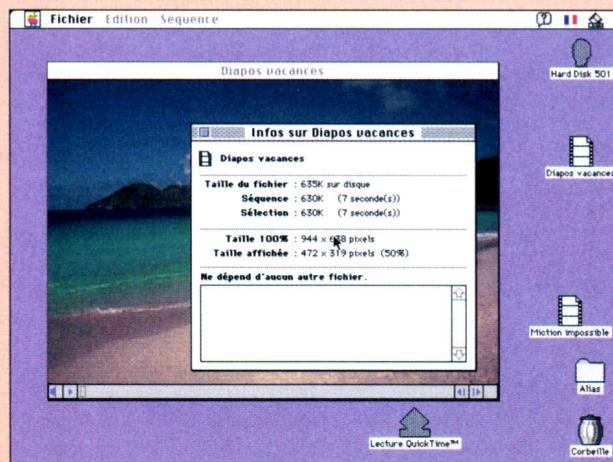 Fichier Edition Séquence
Hard Disk 501
Diapos vacances
Infos sur Diapos vacances
Diapos vacances
Diapos vacances
Taille du fichier : 635K sur disque
Séquence : 630K (7 seconde(s))
Sélection : 630K (7 seconde(s))
Taille 100% : 944 x 638 pixels
Taille affichée : 472 x 319 pixels (50%)
Ne dépend d'aucun autre fichier.
Miction impossible
Alias
Lecture QuickTime™
Corbeille